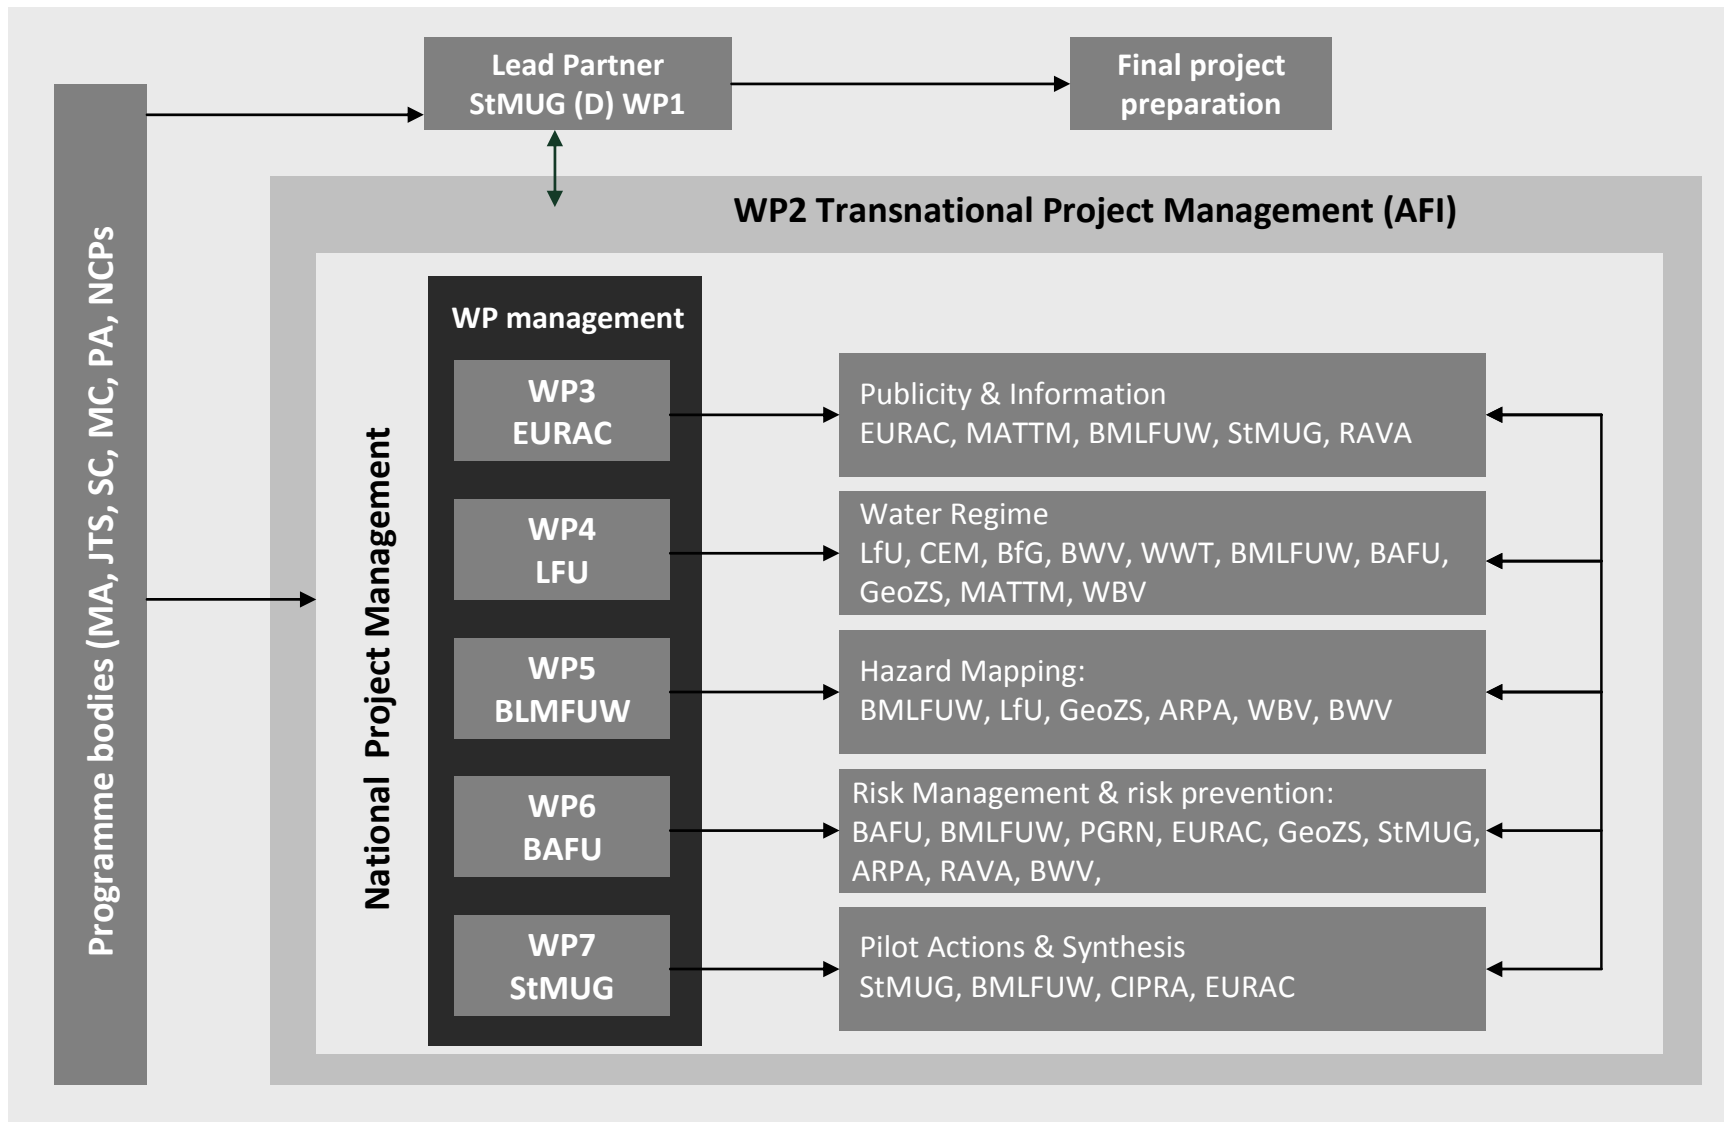 Lead Partner
StMUG (D) WP1
Final project
preparation
Programme bodies (MA, JTS, SC, MC, PA, NCPs
WP2 Transnational Project Management (AFI)
National Project Management
WP management
WP3
EURAC
Publicity & Information
EURAC, MATTM, BMLFUW, StMUG, RAVA
WP4
LFU
Water Regime
LfU, CEM, BfG, BWV, WWT, BMLFUW, BAFU,
GeoZS, MATTM, WBV
WP5
BLMFUW
Hazard Mapping:
BMLFUW, LfU, GeoZS, ARPA, WBV, BWV
WP6
BAFU
Risk Management & risk prevention:
BAFU, BMLFUW, PGRN, EURAC, GeoZS, StMUG,
ARPA, RAVA, BWV,
WP7
StMUG
Pilot Actions & Synthesis
StMUG, BMLFUW, CIPRA, EURAC